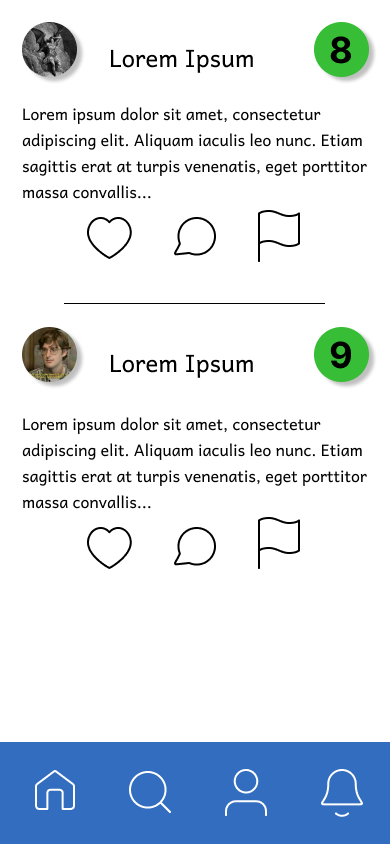 Lorem Ipsum
8
Lorem ipsum dolor sit amet, consectetur
adipiscing elit. Aliquam iaculis leo nunc. Etiam
sagittis erat at turpis venenatis, eget porttitor
massa convallis...
Lorem Ipsum
9
Lorem ipsum dolor sit amet, consectetur
adipiscing elit. Aliquam iaculis leo nunc. Etiam
sagittis erat at turpis venenatis, eget porttitor
massa convallis...